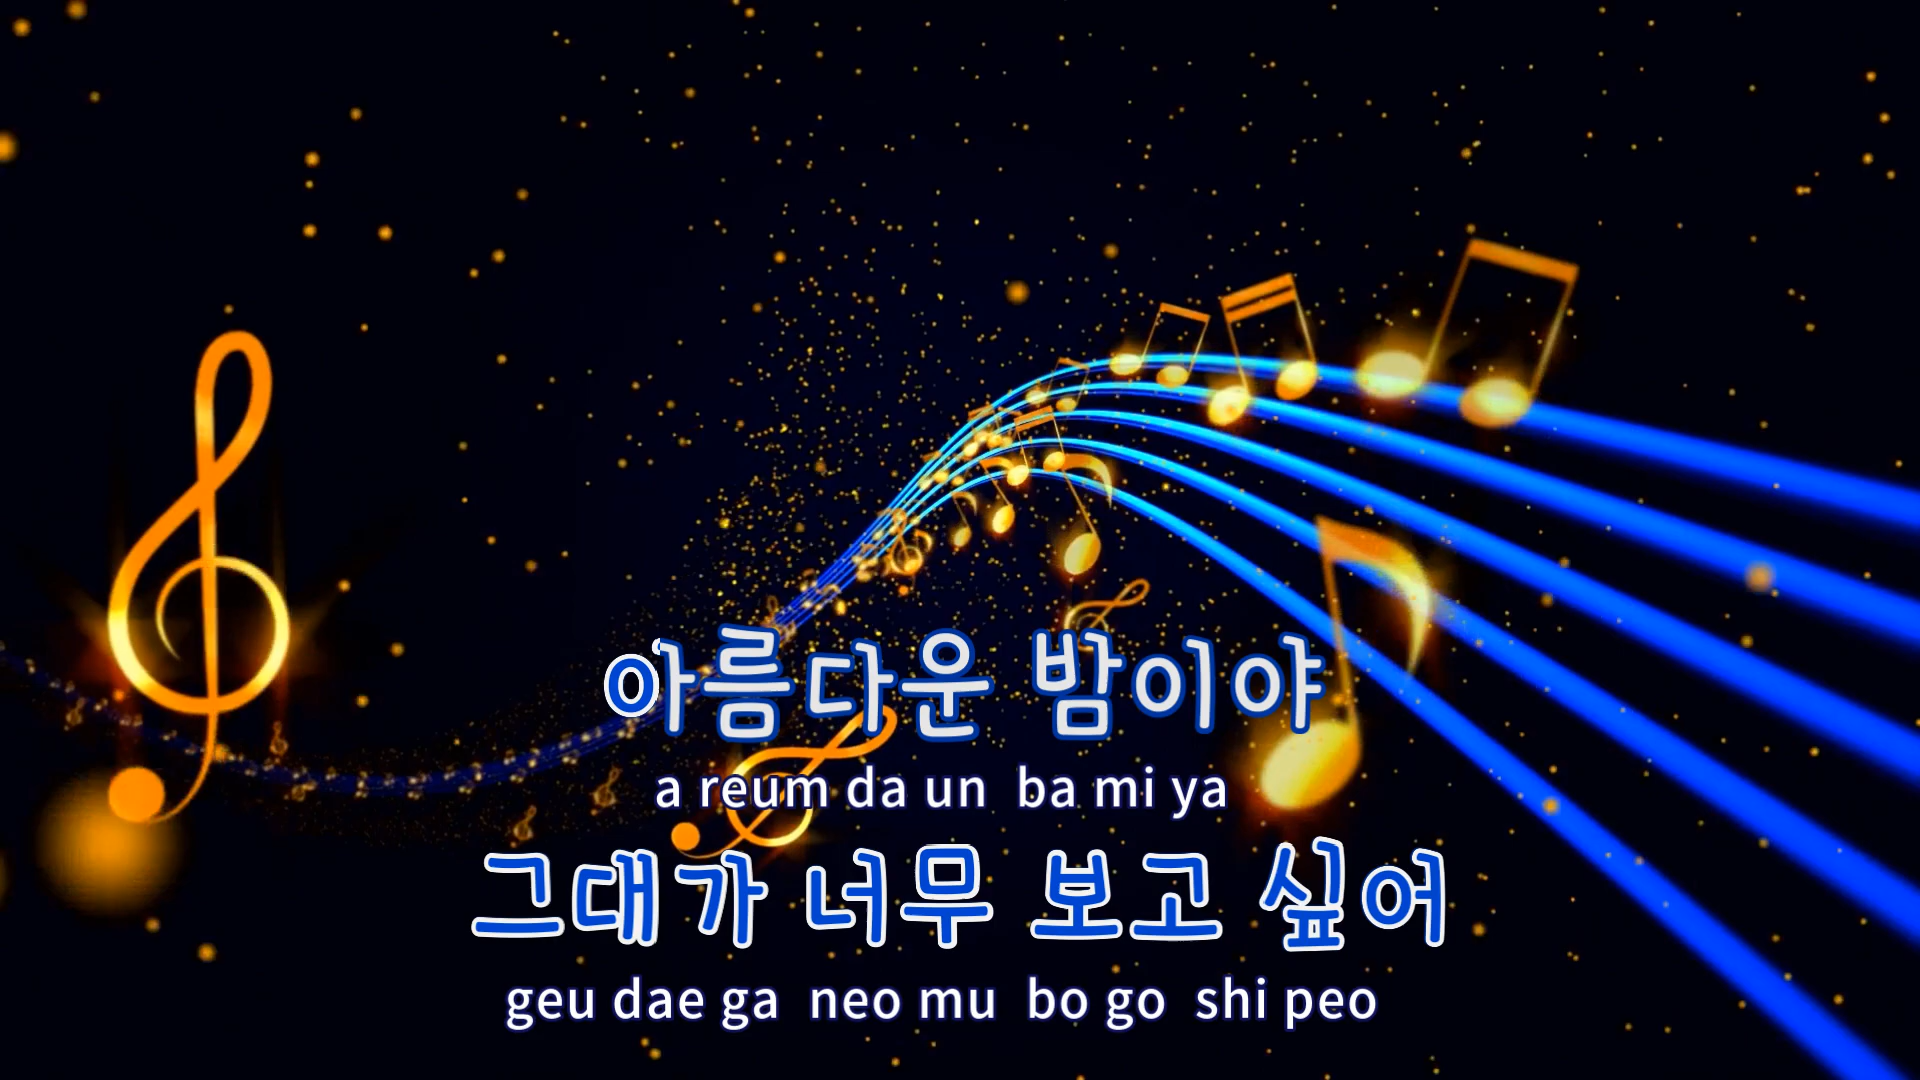 아름다운 밤이야
a reum da un ba mi ya
그대가 너무 보고 싶어
geu dae ga neo mu bo go shi peo